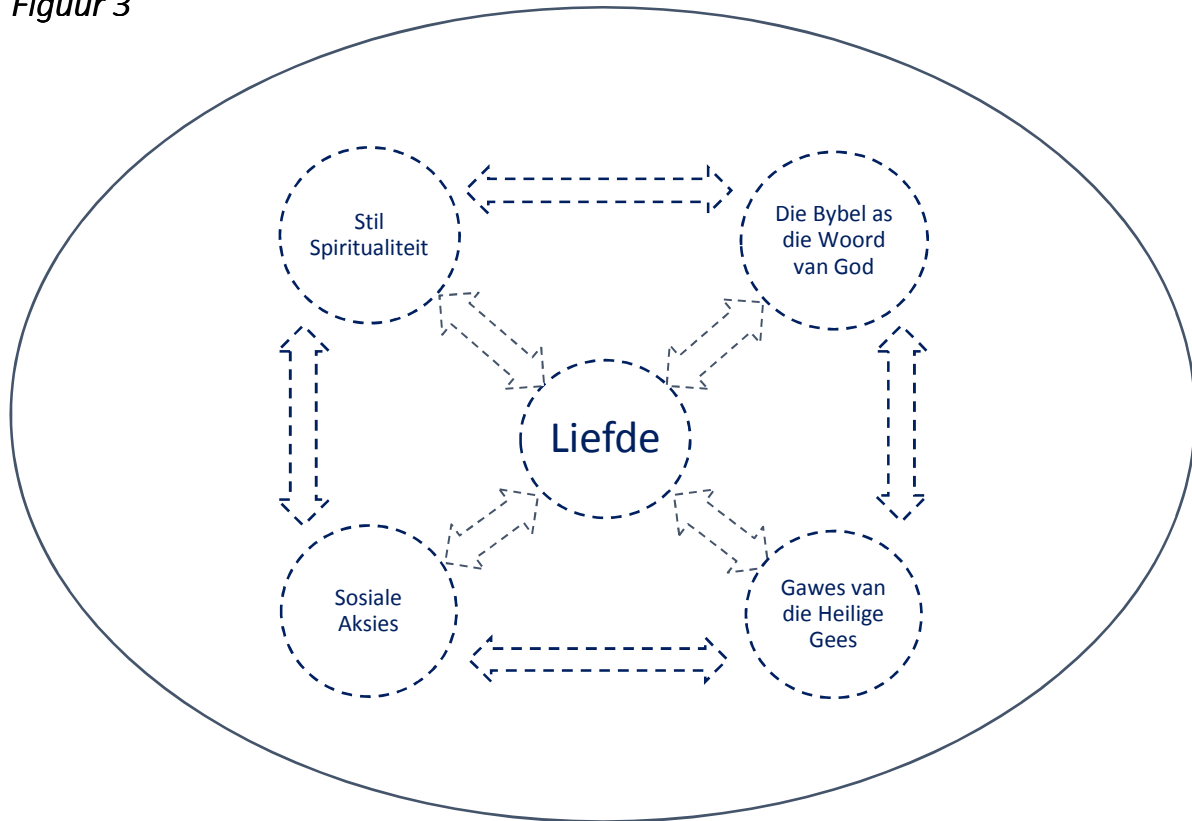 Figuur 3
Stil
Spiritualiteit
Die Bybel as
die Woord
van God
Liefde
Sosiale
Aksies
Gawes van
die Heilige
Gees